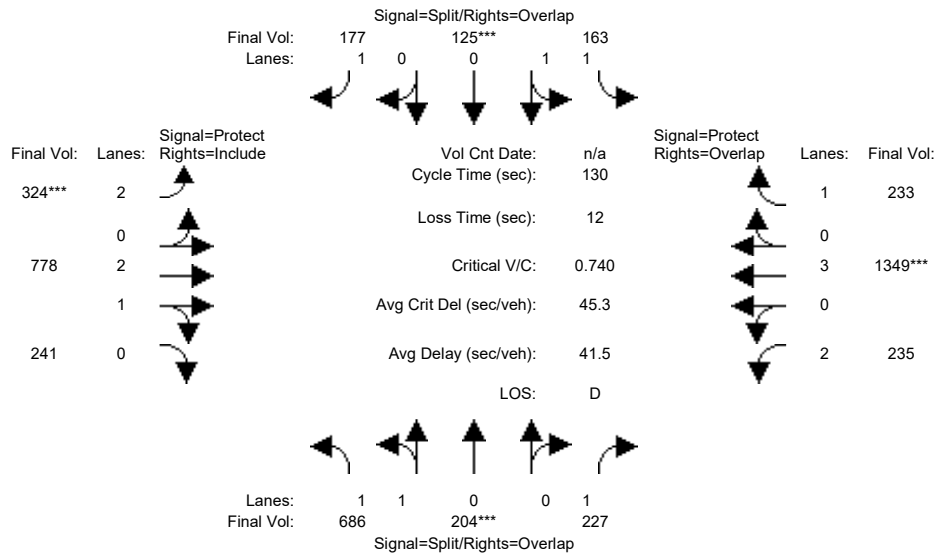 Signal=Split/Rights=Overlap
Final Vol: 177 125*** 163
Lanes: 1 0 0 1 1
Signal=Protect Signal=Protect
Final Vol: Lanes: Rights=Include Vol Cnt Date: n/a Rights=Overlap Lanes: Final Vol:
Cycle Time (sec): 130
324*** 2 1 233
Loss Time (sec): 12
0 0
778 2 Critical V/C: 0.740 3 1349***
1 Avg Crit Del (sec/veh): 45.3 0
241 0 Avg Delay (sec/veh): 41.5 2 235
LOS: D
Lanes: 1 1 0 0 1
Final Vol: 686 204*** 227
Signal=Split/Rights=Overlap